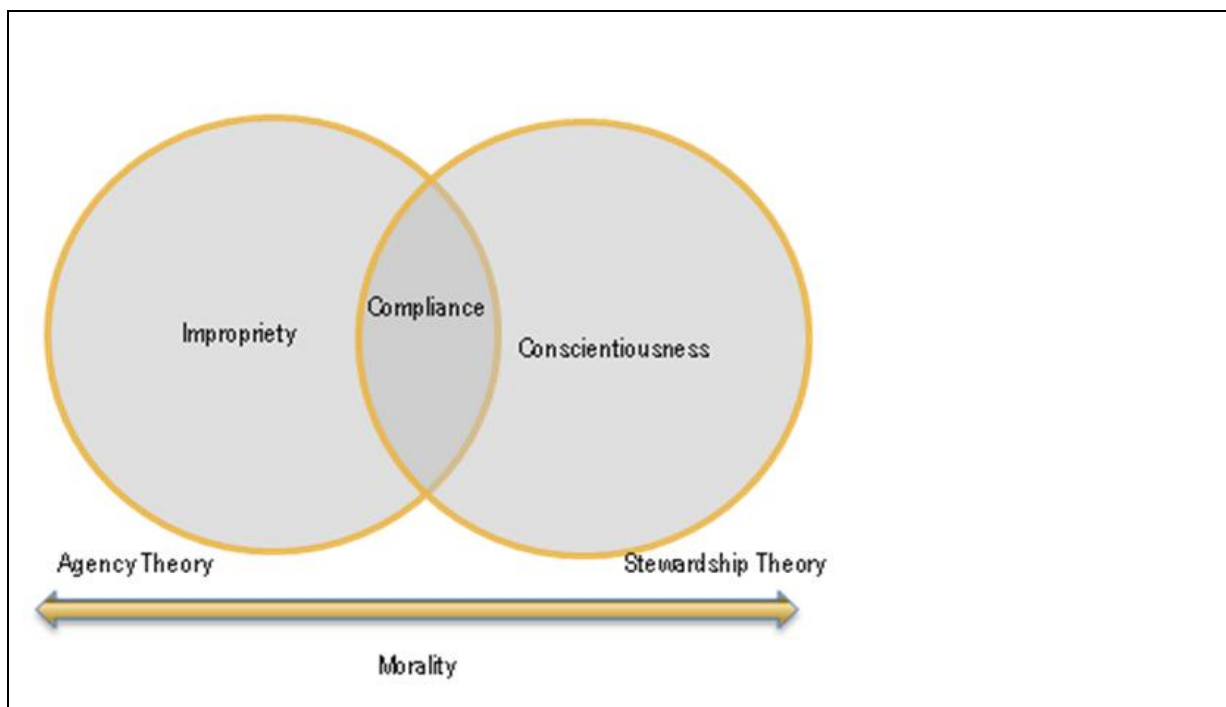 Impropriety
Compliance
Conscientiousness
Agency Theory
Stewardship Theory
Morality